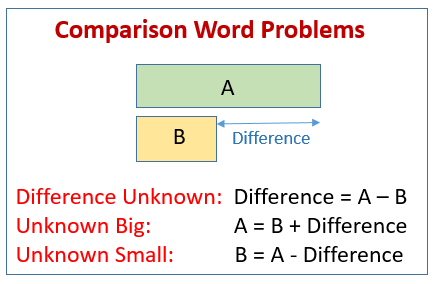 Comparison Word Problems
A
B
Difference
Difference Unknown: Difference = A – B
Unknown Big: A = B + Difference
Unknown Small: B = A - Difference